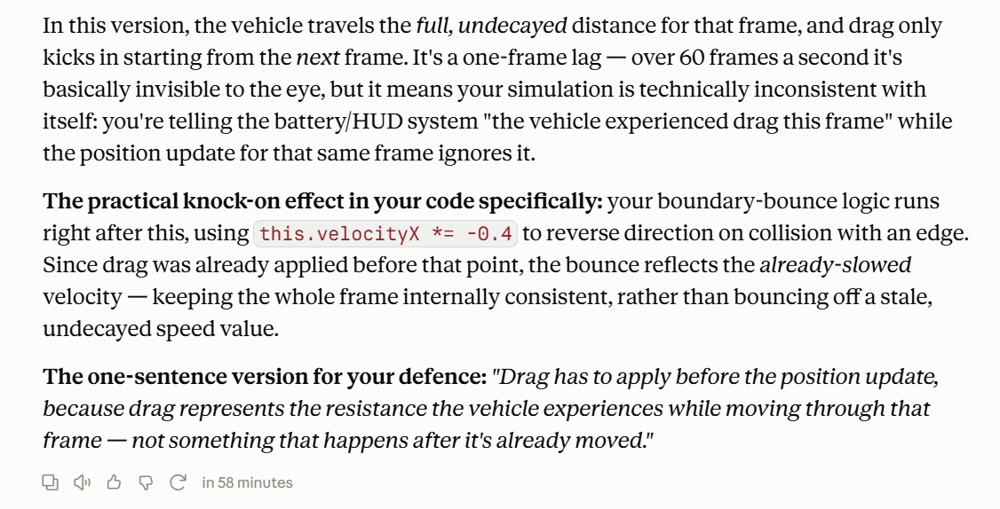 In this version, the vehicle travels the full, undecayed distance for that frame, and drag only
kicks in starting from the next frame. It's a one-frame lag — over 60 frames a second it's
basically invisible to the eye, but it means your simulation is technically inconsistent with
itself: you're telling the battery/HUD system "the vehicle experienced drag this frame" while
the position update for that same frame ignores it.
The practical knock-on effect in your code specifically: your boundary-bounce logic runs
right after this, using this.velocityX *= -0.4 to reverse direction on collision with an edge.
Since drag was already applied before that point, the bounce reflects the already-slowed
velocity — keeping the whole frame internally consistent, rather than bouncing off a stale,
undecayed speed value.
The one-sentence version for your defence: "Drag has to apply before the position update,
because drag represents the resistance the vehicle experiences while moving through that
frame — not something that happens after it's already moved."
in 58 minutes